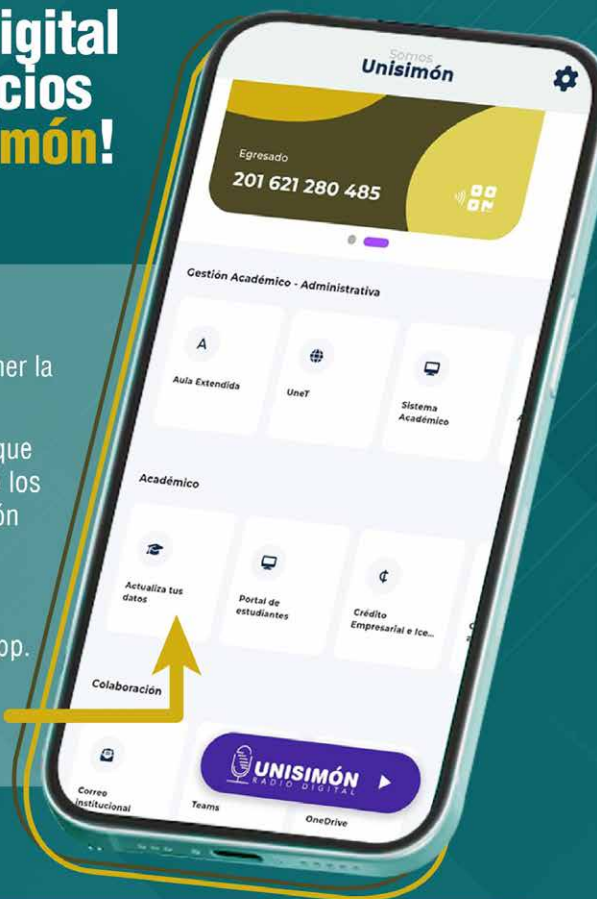 igital
cios
món!
ner la
que
los
ón
op.
Somos
Unisimón
Egresado
201 621 280 485
Gestión Académico - Administrativa
Aula Extendida
UneT
Sistema
Académico
Académico
Actualiza tus
datos
Portal de
estudiantes
Crédito
Empresarial e Ice...
Colaboración
Correo
institucional
Teams
OneDrive
UNISIMÓN
RADIO DIGITAL